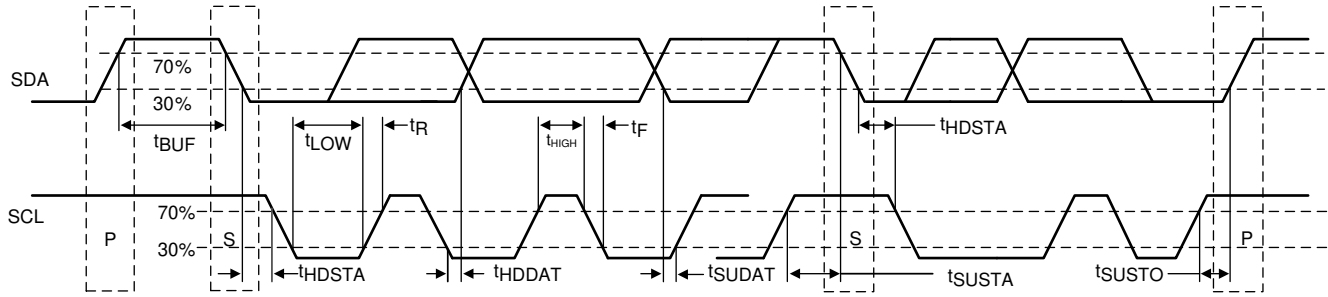 SDA
70%
30%
tBUF
tLOW
tR
tHIGH
tF
tHDSTA
SCL
70%
30%
P
S
S
P
tHDSTA
tHDDAT
tSUDAT
tSUSTA
tSUSTO